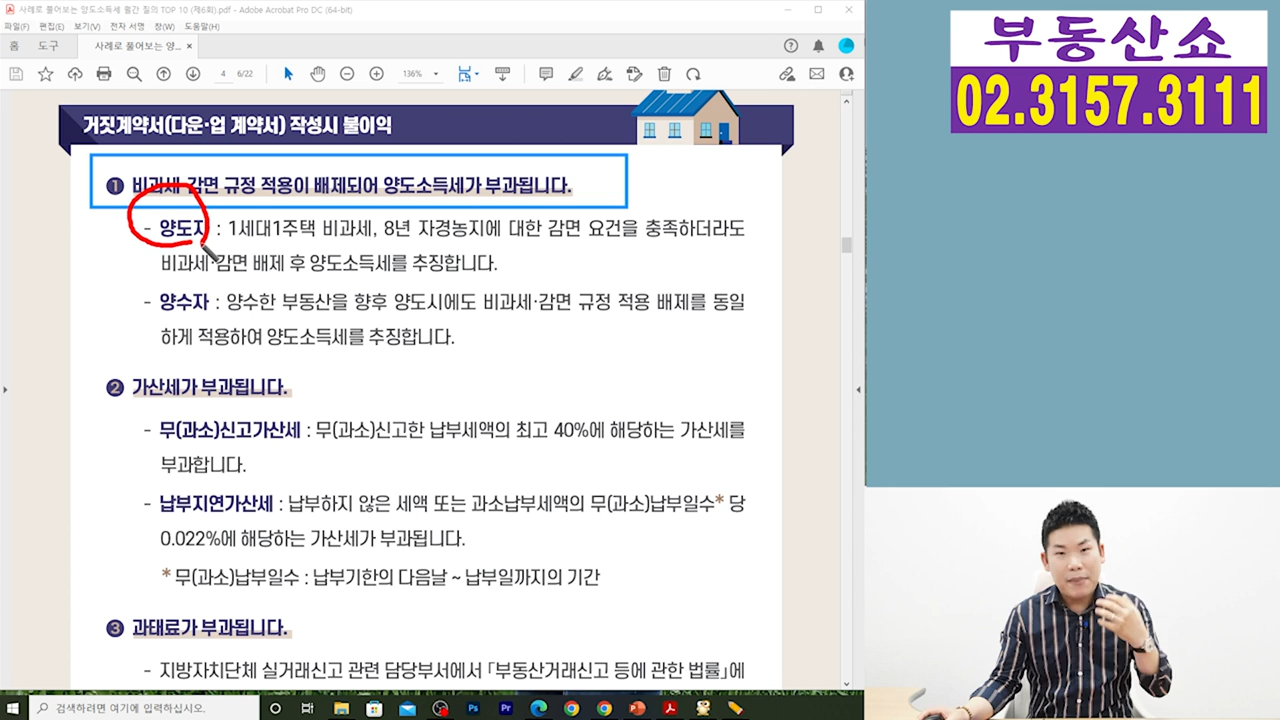 사례로 풀어보는 양도소득세 월간 질의 TOP 10 (제6회).pdf - Adobe Acrobat Pro DC (64-bit)
파일(F) 편집(E) 보기(V) 전자 서명 창(W) 도움말(H)
홈 도구 사례로 풀어보는 양... ×
4 6/22 136%
부동산쇼
02.3157.3111
거짓계약서(다운·업 계약서) 작성시 불이익
1 비과세·감면 규정 적용이 배제되어 양도소득세가 부과됩니다.
- 양도자 : 1세대1주택 비과세, 8년 자경농지에 대한 감면 요건을 충족하더라도
비과세·감면 배제 후 양도소득세를 추징합니다.
- 양수자 : 양수한 부동산을 향후 양도시에도 비과세·감면 규정 적용 배제를 동일
하게 적용하여 양도소득세를 추징합니다.
2 가산세가 부과됩니다.
- 무(과소)신고가산세 : 무(과소)신고한 납부세액의 최고 40%에 해당하는 가산세를
부과합니다.
- 납부지연가산세 : 납부하지 않은 세액 또는 과소납부세액의 무(과소)납부일수* 당
0.022%에 해당하는 가산세가 부과됩니다.
* 무(과소)납부일수 : 납부기한의 다음날 ~ 납부일까지의 기간
3 과태료가 부과됩니다.
- 지방자치단체 실거래신고 관련 담당부서에서 「부동산거래신고 등에 관한 법률」에
검색하려면 여기에 입력하십시오.